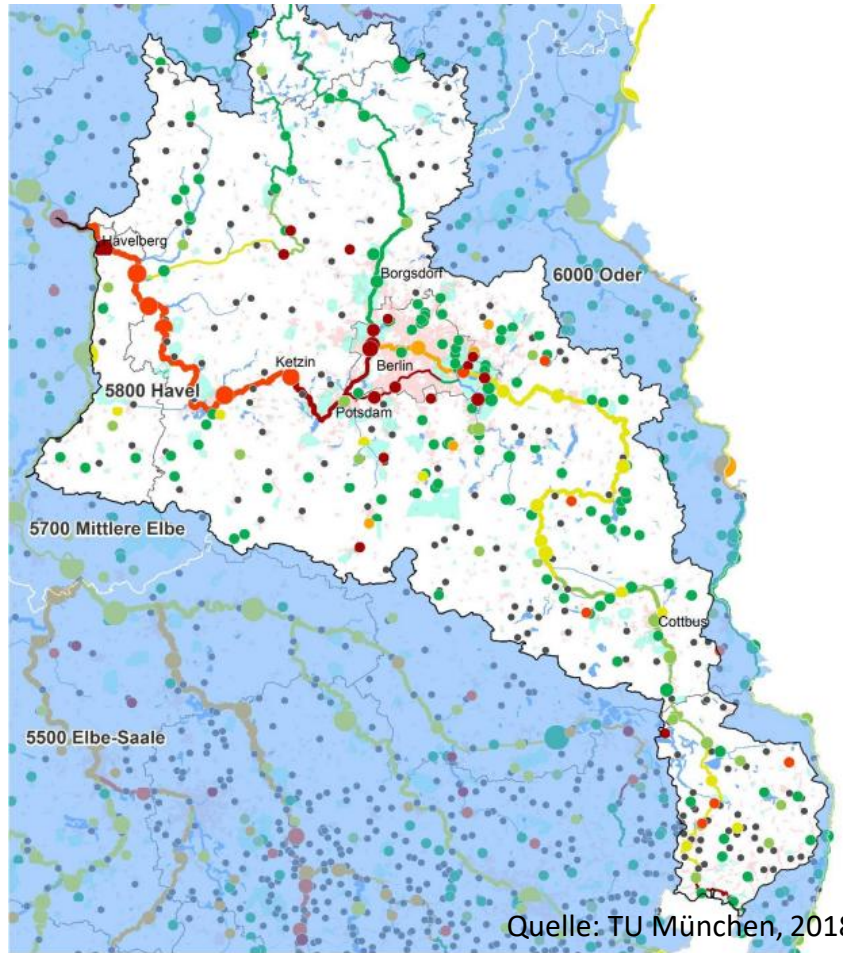 Havelberg
6000 Oder
Borgsdorf
Ketzin
Berlin
5800 Havel
Potsdam
5700 Mittlere Elbe
Cottbus
5500 Elbe-Saale
Quelle: TU München, 2018